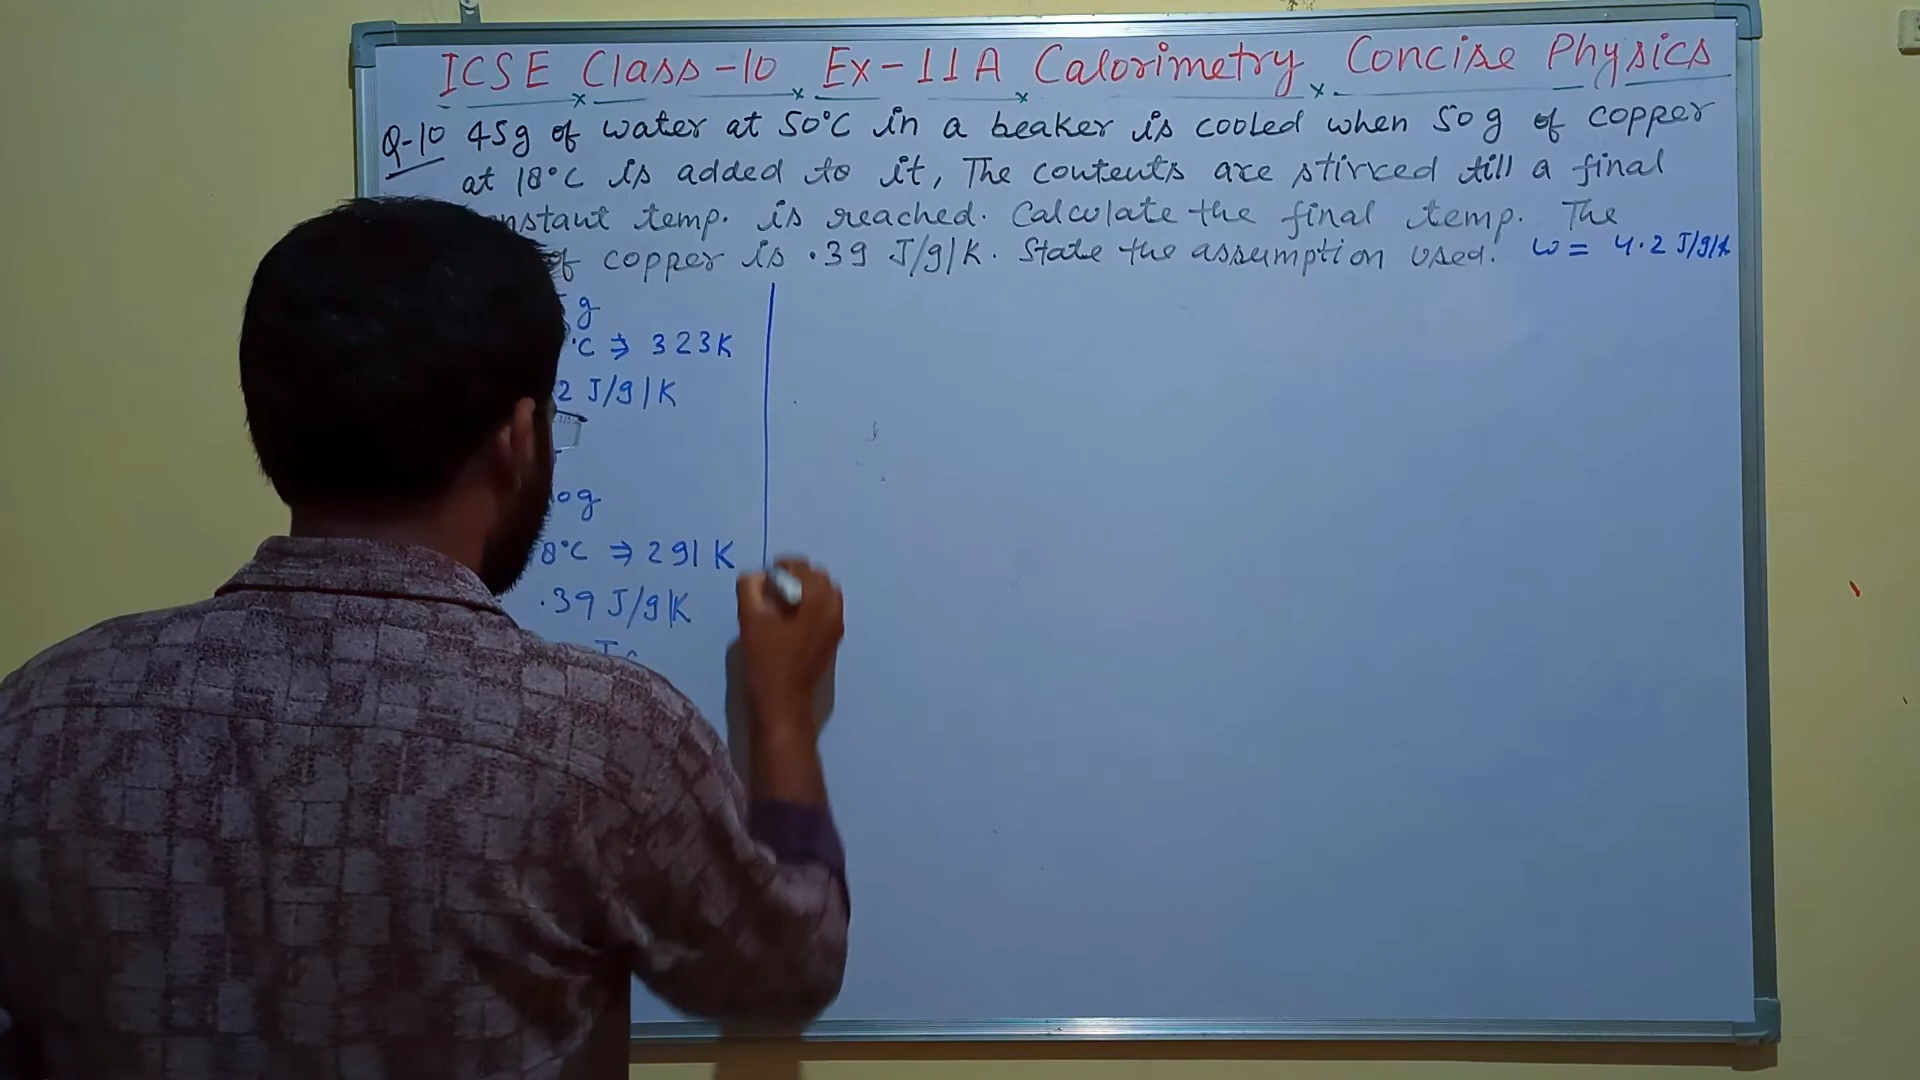 ICSE Class-10 Ex-11A Calorimetry Concise Physics
Q-10 45g of water at 50°C in a beaker is cooled when 50g of copper
at 18°C is added to it, The contents are stirred till a final
nstant temp. is reached. Calculate the final temp. The
of copper is .39 J/g/K. State the assumption used. w = 4.2 J/g/K
g
°C ⇒ 323K
2 J/g/K
0g
8°C ⇒ 291 K
.39 J/g/K